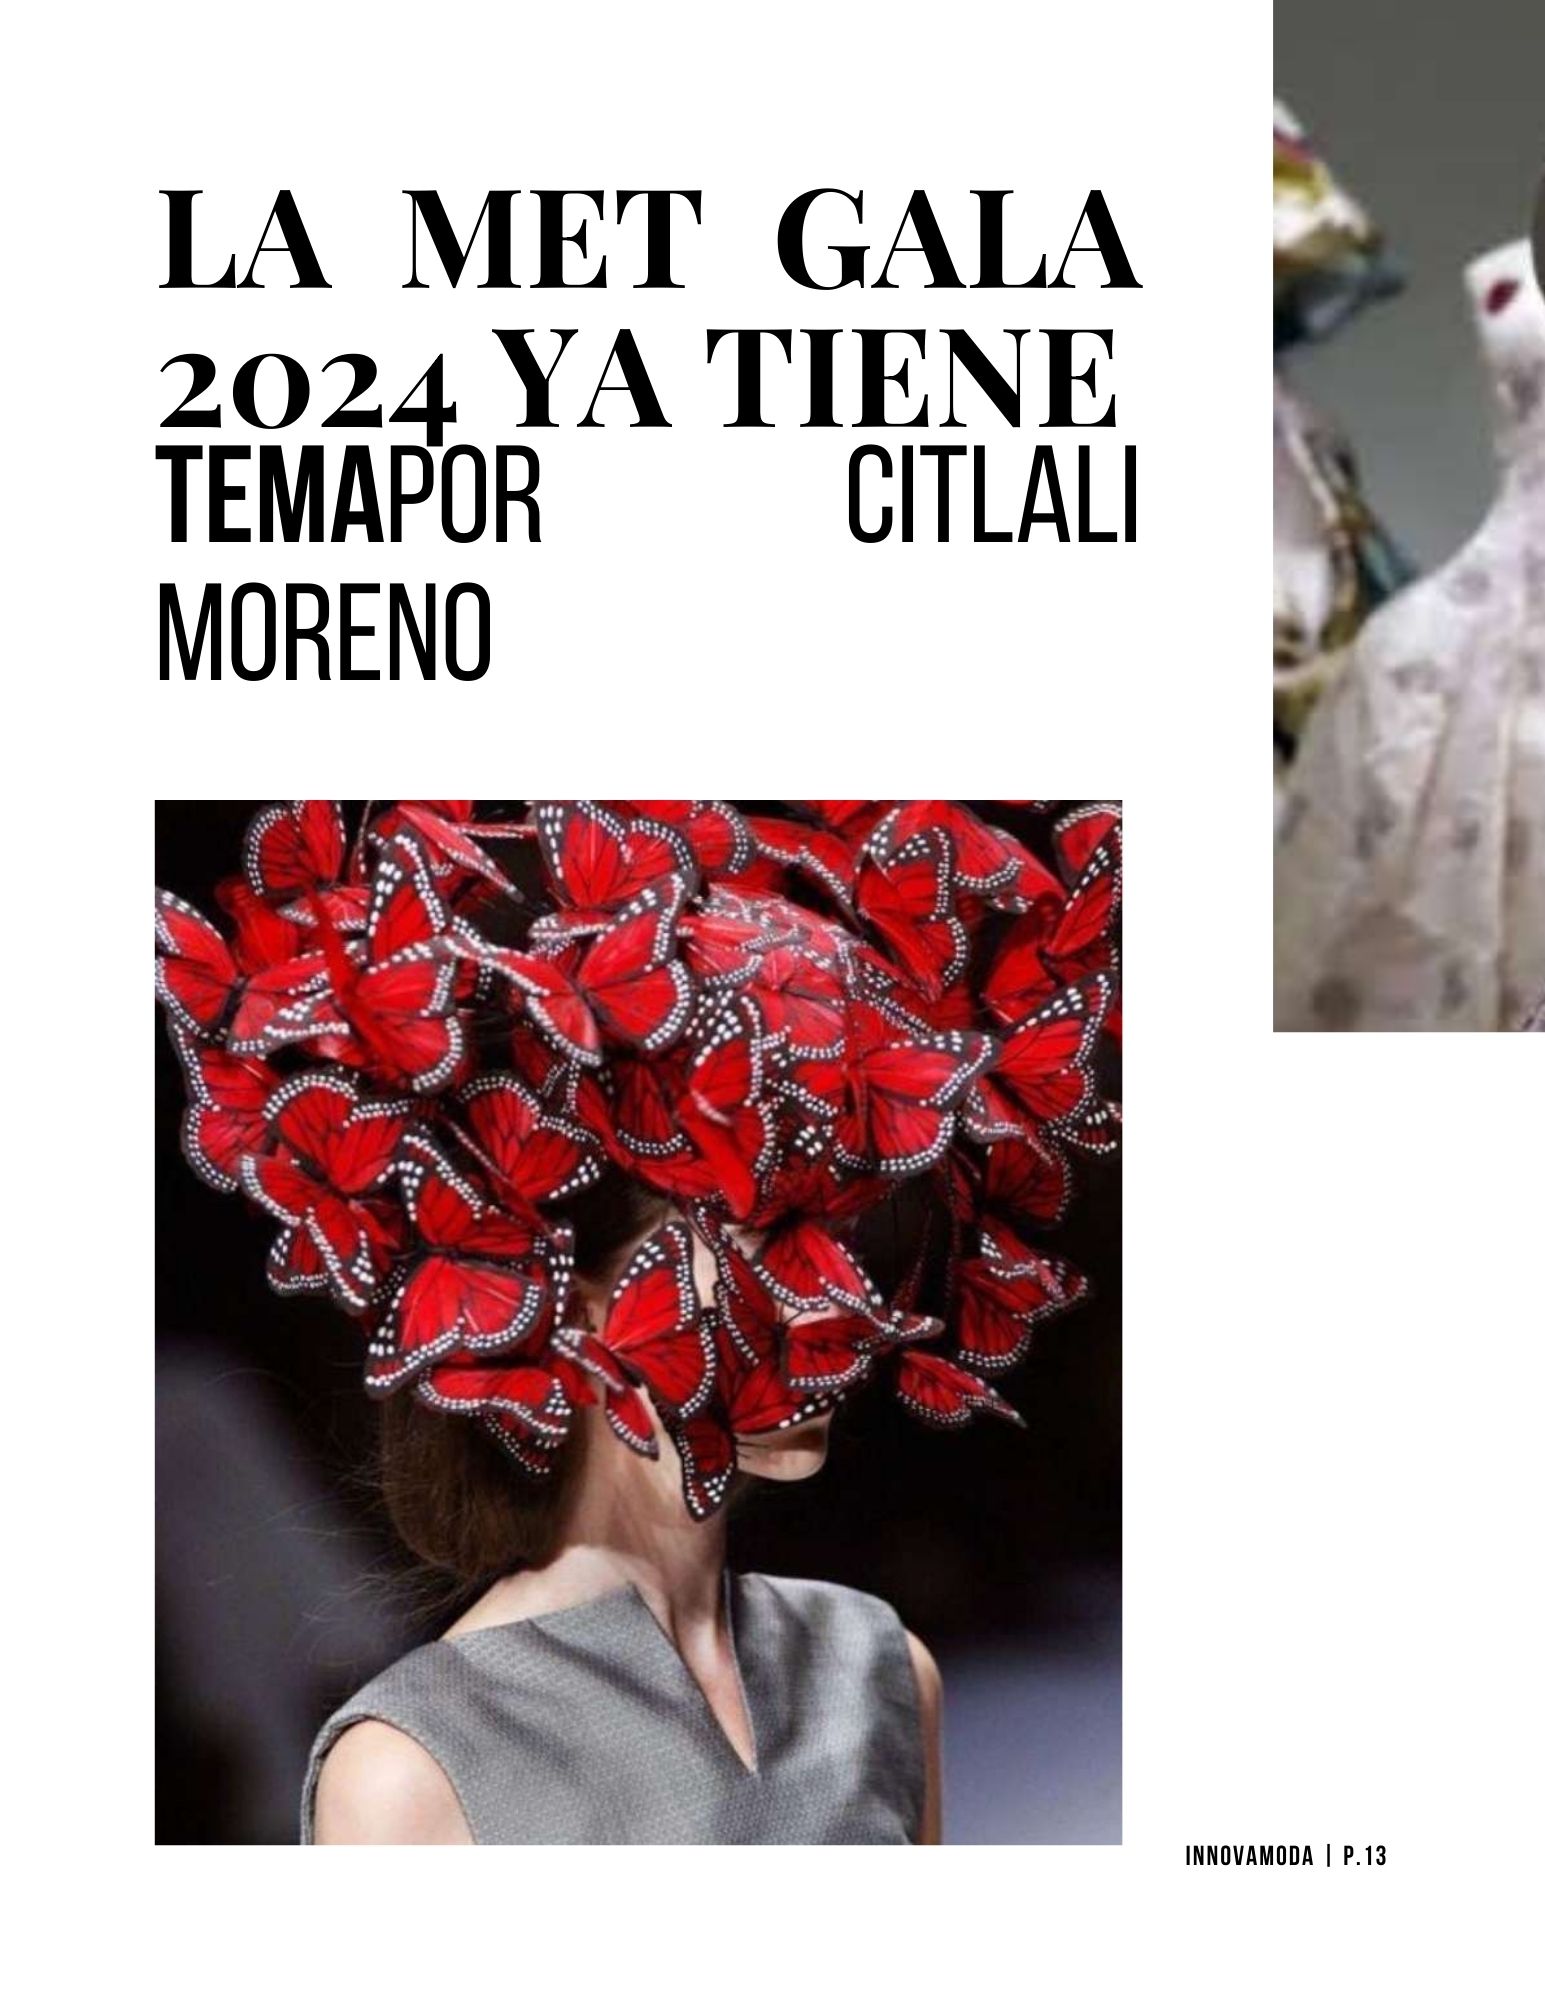 LA MET GALA
2024 YA TIENE
TEMAPOR CITLALI
MORENO
INNOVAMODA | P.13